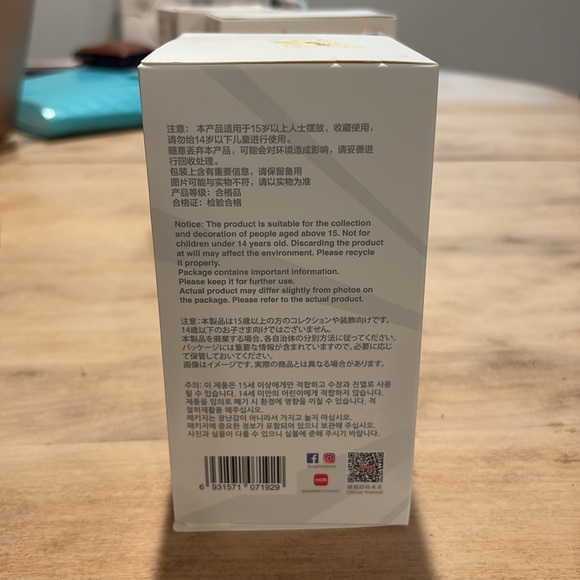 注意： 本产品适用于15岁以上人士摆放，收藏使用，
请勿给14岁以下儿童进行使用。
随意丢弃本产品，可能会对环境造成影响，请妥善进
行回收处理。
包装上含有重要信息，请保留备用
图片可能与实物不符，请以实物为准
产品等级：合格品
合格证：检验合格
Notice: The product is suitable for the collection
and decoration of people aged above 15. Not for
children under 14 years old. Discarding the product
at will may affect the environment. Please recycle
it properly.
Package contains important information.
Please keep it for further use.
Actual product may differ slightly from photos on
the package. Please refer to the actual product.
注意：本製品は15歳以上の方のコレクションや装飾向けです。
14歳以下のお子さま向けではございません。
本製品を廃棄する場合、各自治体の分別方法に従ってください。
パッケージには重要な情報が含まれていますので、必要に応じ
て保管しておいてください。
画像はイメージです、実際の商品とは異なる場合があります。
주의: 이 제품은 15세 이상에게만 적합하고 수장과 진열로 사용
될 수 있습니다. 14세 미만의 어린이에게 적합하지 않습니다.
제품을 임의로 폐기 시 환경에 영향을 끼칠 수 있습니다. 적
절히재활용 해주십시오.
패키지는 장난감이 아니라서 가지고 놀지 마십시오.
패키지에 중요한 정보가 포함되어 있으니 보관해 주십시오.
사진과 실물이 다를 수 있으니 실물에 준해 주시기 바랍니다.
6 931571 071929